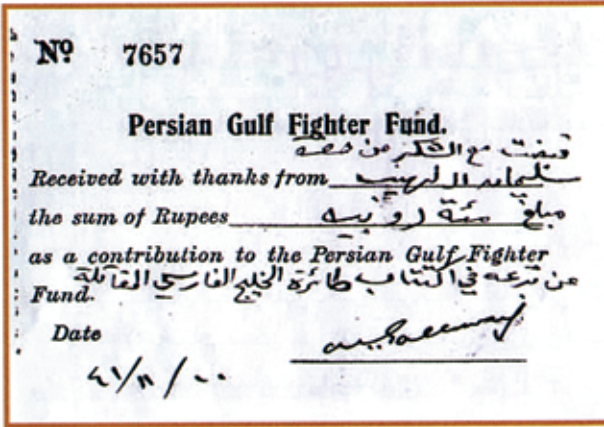 Nº 7657
Persian Gulf Fighter Fund.
قبضت مع الشكر من حضرة
Received with thanks from
the sum of Rupees مبلغ مئة روبيه
as a contribution to the Persian Gulf Fighter
عن تبرعه في اكتتاب طائرة الخليج الفارسي المقاتلة
Fund.
Date